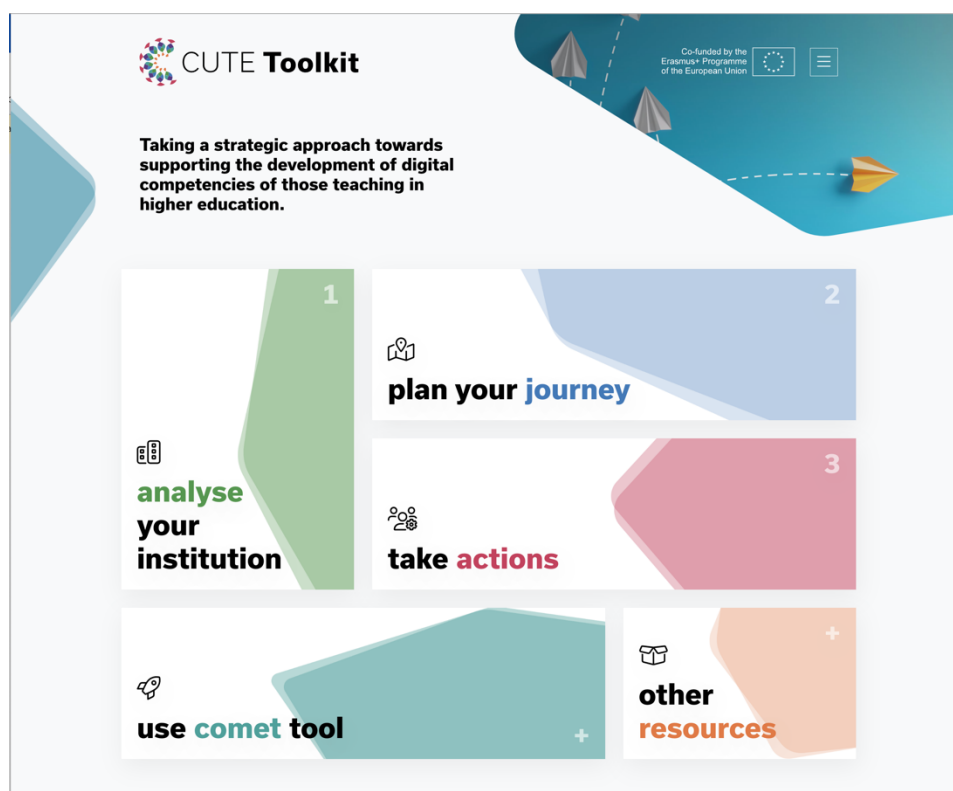 CUTE Toolkit
Co-funded by the
Erasmus+ Programme
of the European Union
Taking a strategic approach towards
supporting the development of digital
competencies of those teaching in
higher education.
1
analyse
your
institution
2
plan your journey
3
take actions
use comet tool
+
+
other
resources